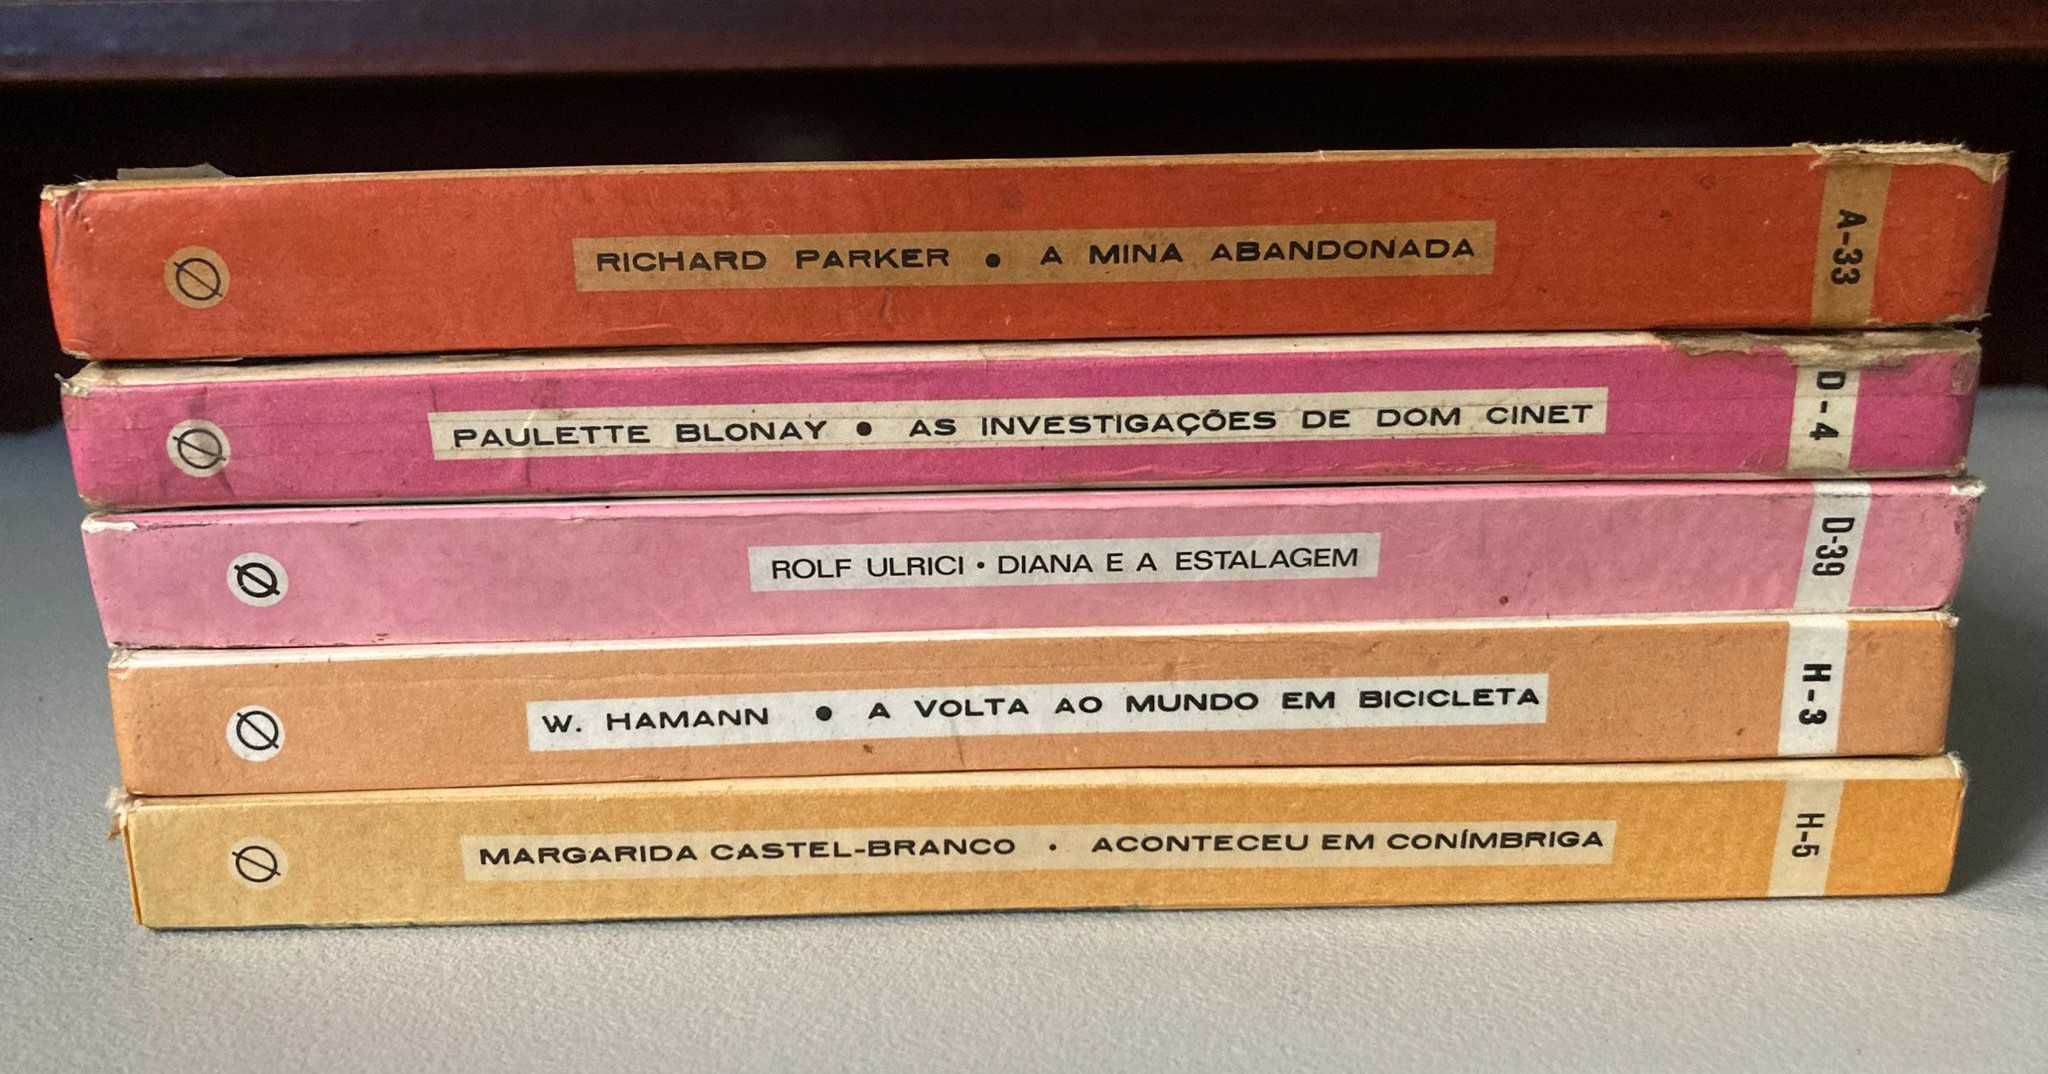 RICHARD PARKER • A MINA ABANDONADA A-33
PAULETTE BLONAY • AS INVESTIGAÇÕES DE DOM CINET D-4
ROLF ULRICI • DIANA E A ESTALAGEM D-39
W. HAMANN • A VOLTA AO MUNDO EM BICICLETA H-3
MARGARIDA CASTEL-BRANCO • ACONTECEU EM CONÍMBRIGA H-5